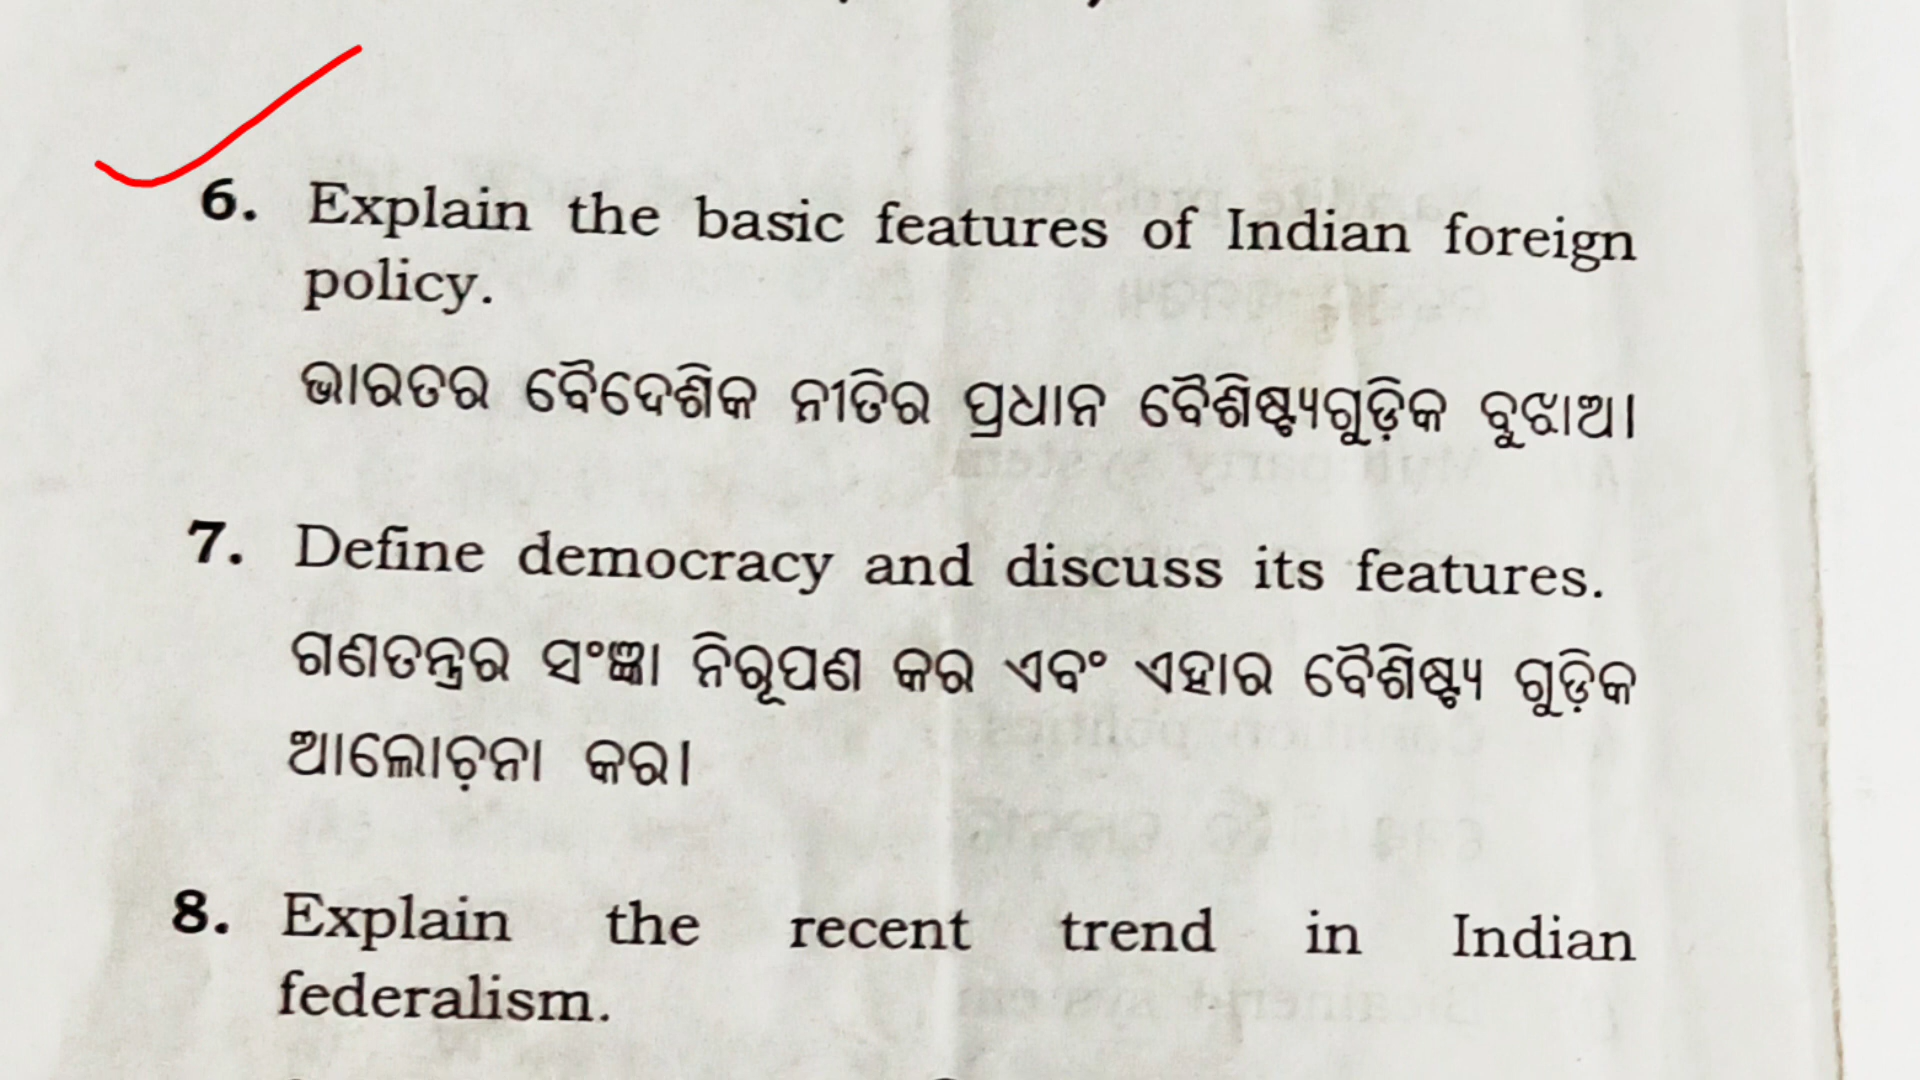 6. Explain the basic features of Indian foreign
policy.
ଭାରତର ବୈଦେଶିକ ନୀତିର ପ୍ରଧାନ ବୈଶିଷ୍ଟ୍ୟଗୁଡ଼ିକ ବୁଝାଅ।
7. Define democracy and discuss its features.
ଗଣତନ୍ତ୍ରର ସଂଜ୍ଞା ନିରୂପଣ କର ଏବଂ ଏହାର ବୈଶିଷ୍ଟ୍ୟ ଗୁଡ଼ିକ
ଆଲୋଚନା କର।
8. Explain the recent trend in Indian
federalism.